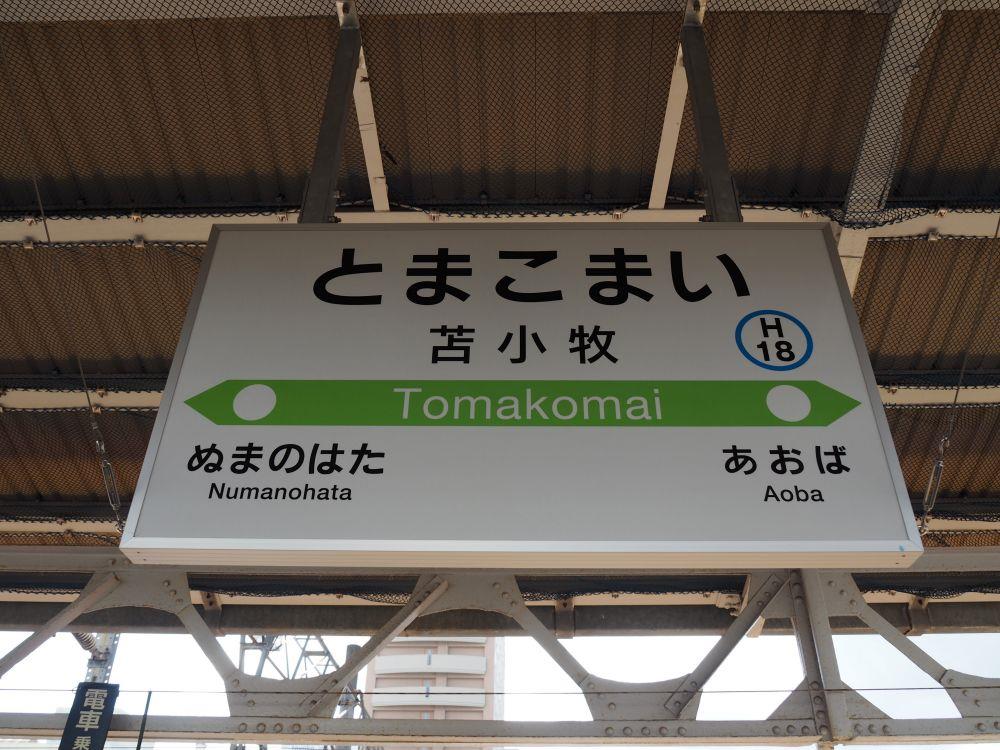 とまこまい
苫小牧
H
18
Tomakomai
ぬまのはた
Numanohata
あおば
Aoba
電車
乗